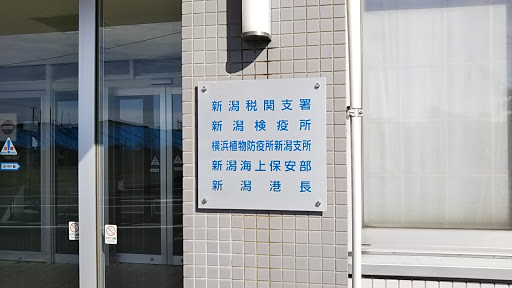 新潟税関支署
新潟検疫所
横浜植物防疫所新潟支所
新潟海上保安部
新潟港長